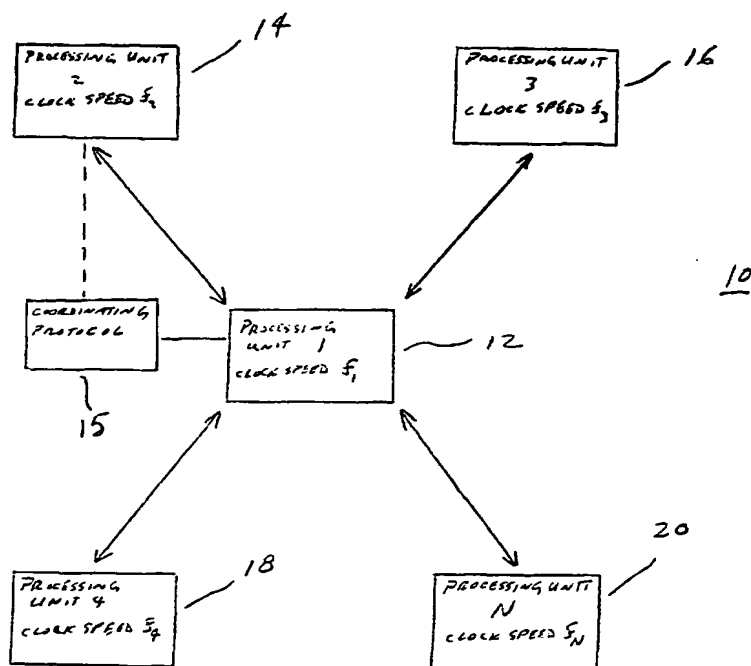 PROCESSING UNIT
2
CLOCK SPEED f₂
14
PROCESSING UNIT
3
CLOCK SPEED f₃
16
10
COORDINATING
PROTOCOL
15
PROCESSING
UNIT 1
CLOCK SPEED f₁
12
PROCESSING
UNIT 4
CLOCK SPEED f₄
18
PROCESSING UNIT
N
CLOCK SPEED f_N
20